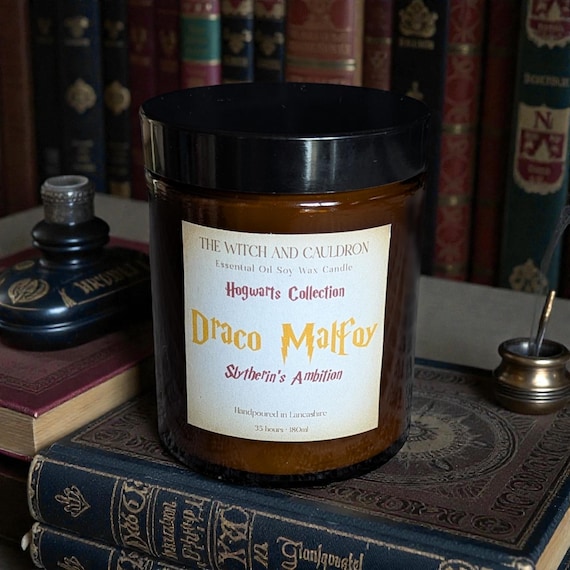 THE WITCH AND CAULDRON
Essential Oil Soy Wax Candle
Hogwarts Collection
Draco Malfoy
Slytherin's Ambition
Handpoured in Lancashire
35 hours - 180ml
N